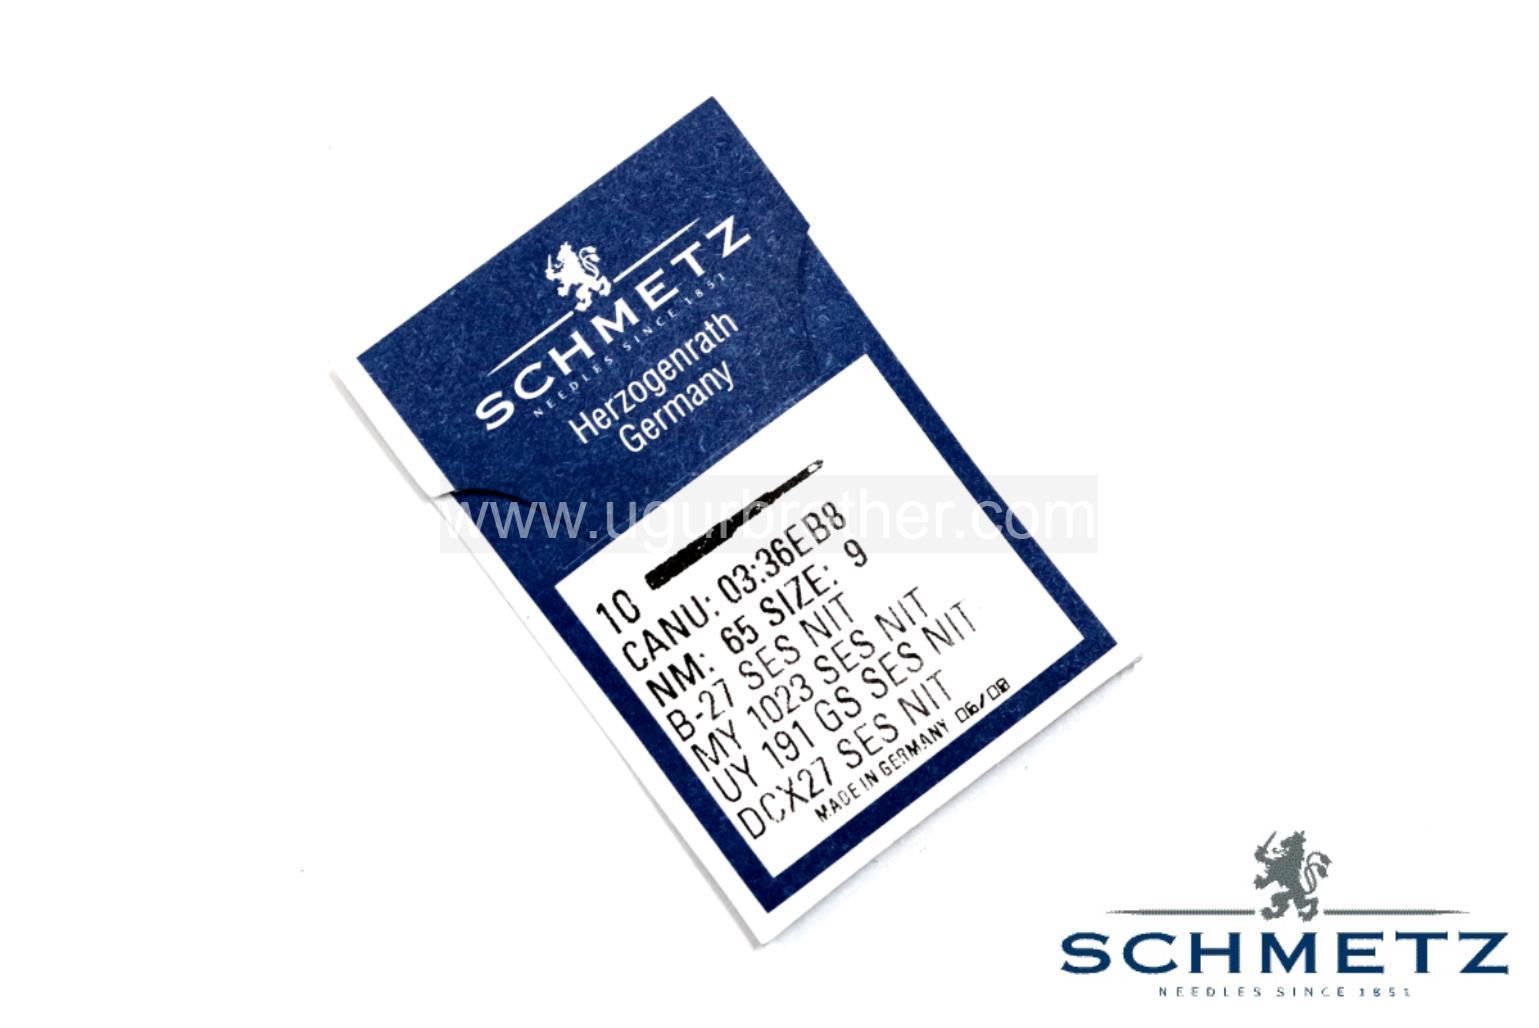 SCHMETZ
NEEDLES SINCE 1851
Herzogenrath
Germany
10
CANU: 03:36EB8
NM: 65 SIZE: 9
B-27 SES NIT
MY 1023 SES NIT
UY 191 GS SES NIT
DCX27 SES NIT
MADE IN GERMANY 06/08
www.ugurbrother.com
SCHMETZ
NEEDLES SINCE 1851